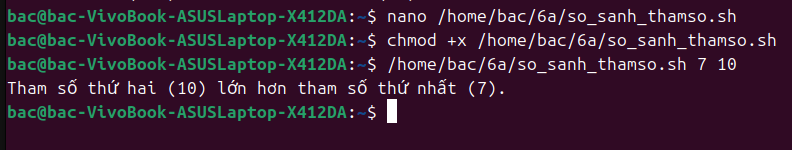 bac@bac-VivoBook-ASUSLaptop-X412DA:~$ nano /home/bac/6a/so_sanh_thamso.sh
bac@bac-VivoBook-ASUSLaptop-X412DA:~$ chmod +x /home/bac/6a/so_sanh_thamso.sh
bac@bac-VivoBook-ASUSLaptop-X412DA:~$ /home/bac/6a/so_sanh_thamso.sh 7 10
Tham số thứ hai (10) lớn hơn tham số thứ nhất (7).
bac@bac-VivoBook-ASUSLaptop-X412DA:~$